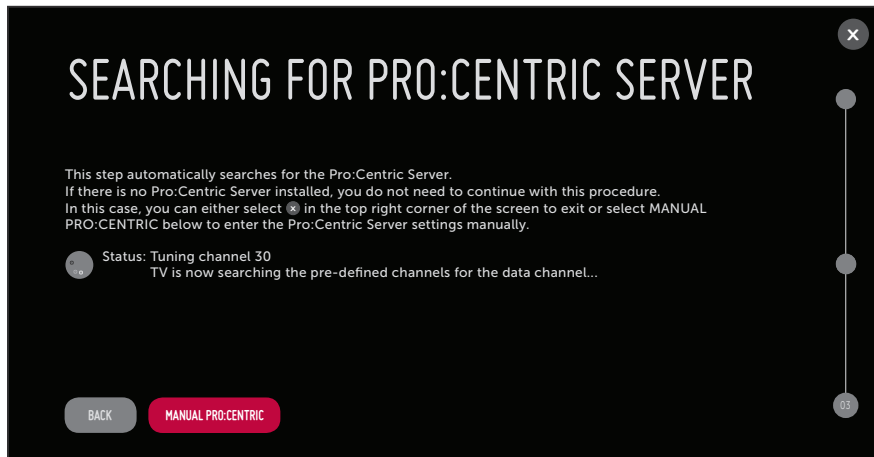 SEARCHING FOR PRO:CENTRIC SERVER
This step automatically searches for the Pro:Centric Server.
If there is no Pro:Centric Server installed, you do not need to continue with this procedure.
In this case, you can either select x in the top right corner of the screen to exit or select MANUAL
PRO:CENTRIC below to enter the Pro:Centric Server settings manually.
Status: Tuning channel 30
TV is now searching the pre-defined channels for the data channel...
BACK
MANUAL PRO:CENTRIC
03